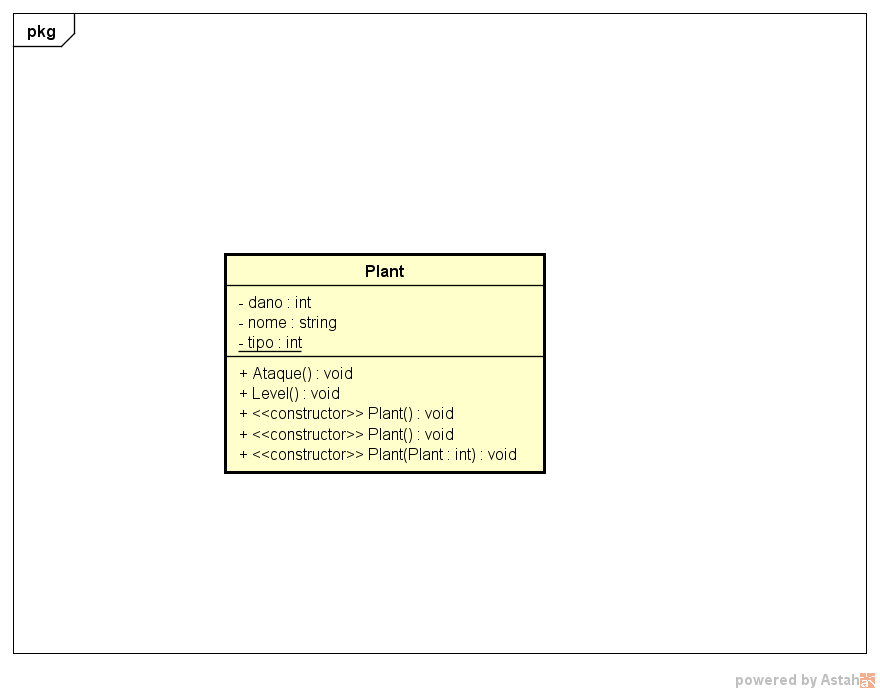 pkg
Plant
- dano : int
- nome : string
- tipo : int
+ Ataque() : void
+ Level() : void
+ <<constructor>> Plant() : void
+ <<constructor>> Plant() : void
+ <<constructor>> Plant(Plant : int) : void
powered by Astah